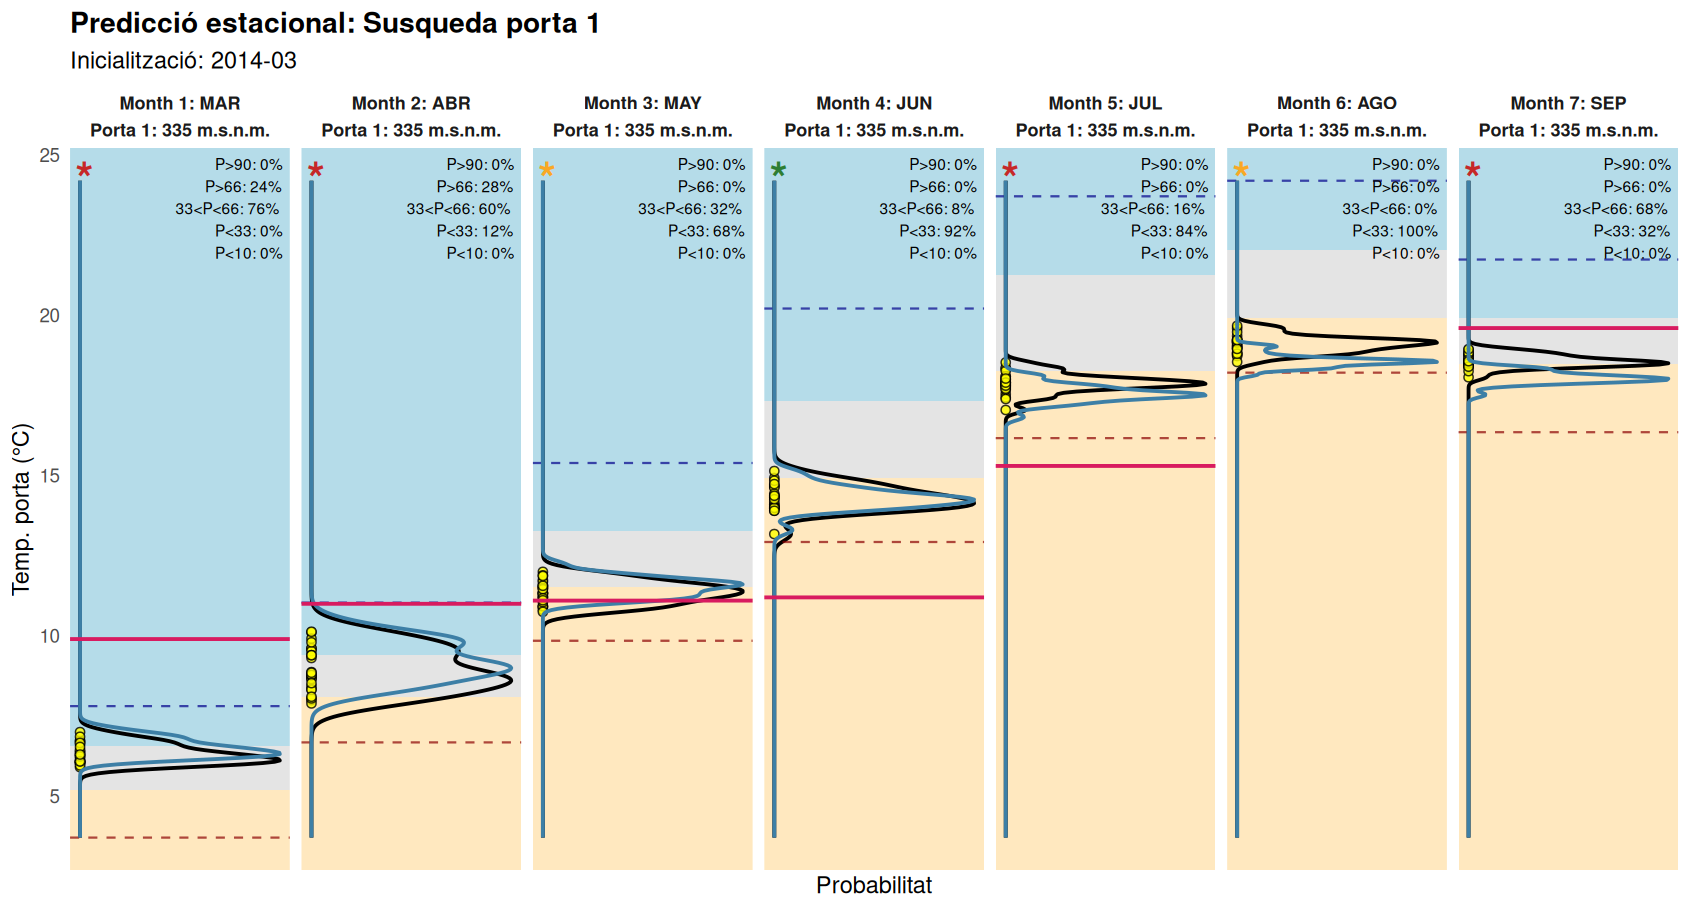 Predicció estacional: Susqueda porta 1
Inicialització: 2014-03
Month 1: MAR
Porta 1: 335 m.s.n.m.
Month 2: ABR
Porta 1: 335 m.s.n.m.
Month 3: MAY
Porta 1: 335 m.s.n.m.
Month 4: JUN
Porta 1: 335 m.s.n.m.
Month 5: JUL
Porta 1: 335 m.s.n.m.
Month 6: AGO
Porta 1: 335 m.s.n.m.
Month 7: SEP
Porta 1: 335 m.s.n.m.
Temp. porta (°C)
25
20
15
10
5
*
P>90: 0%
P>66: 24%
33<P<66: 76%
P<33: 0%
P<10: 0%
*
P>90: 0%
P>66: 28%
33<P<66: 60%
P<33: 12%
P<10: 0%
*
P>90: 0%
P>66: 0%
33<P<66: 32%
P<33: 68%
P<10: 0%
*
P>90: 0%
P>66: 0%
33<P<66: 8%
P<33: 92%
P<10: 0%
*
P>90: 0%
P>66: 0%
33<P<66: 16%
P<33: 84%
P<10: 0%
*
P>90: 0%
P>66: 0%
33<P<66: 0%
P<33: 100%
P<10: 0%
*
P>90: 0%
P>66: 0%
33<P<66: 68%
P<33: 32%
P<10: 0%
Probabilitat